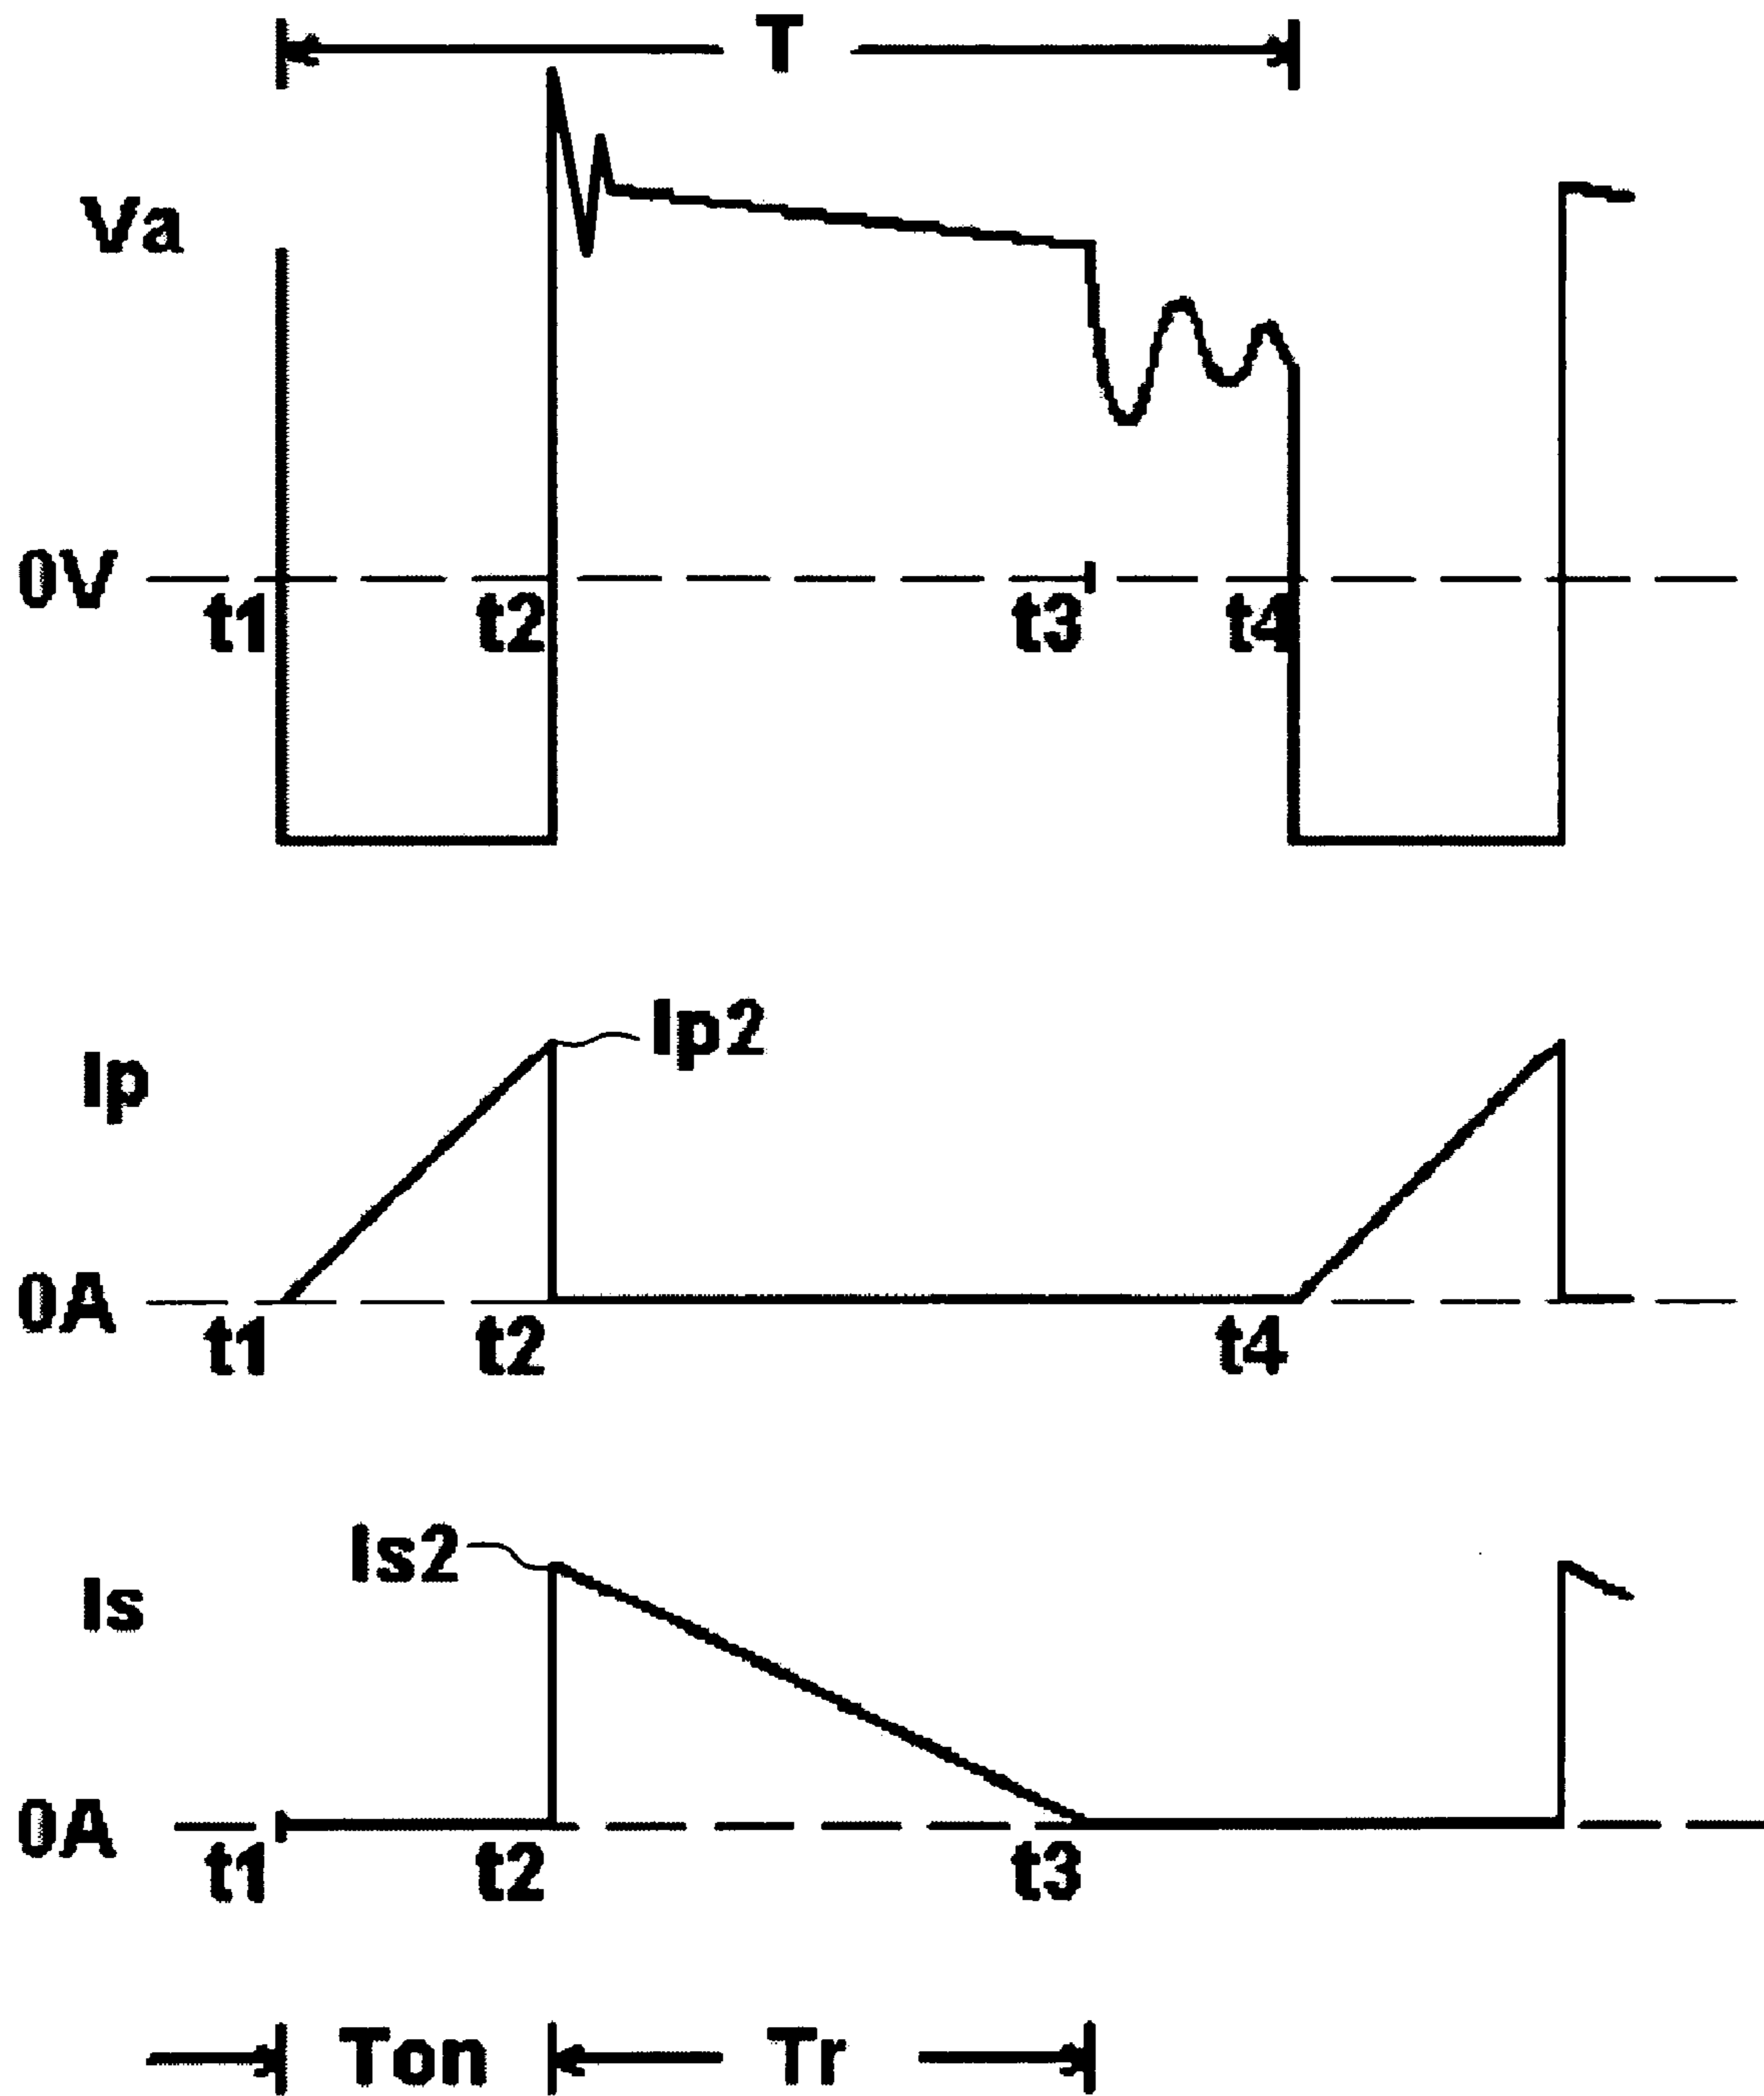 T
Va
0V
t1 t2 t3 t4
Ip2
Ip
0A
t1 t2 t4
Is2
Is
0A
t1 t2 t3
Ton Tr